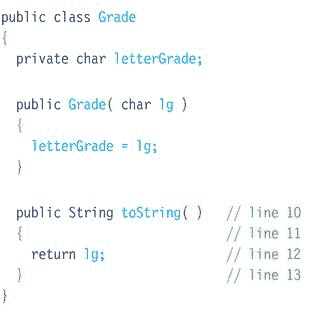 public class Grade
{
private char letterGrade;
public Grade( char lg )
{
letterGrade = lg;
}
public String toString( ) // line 10
{ // line 11
return lg; // line 12
} // line 13
}